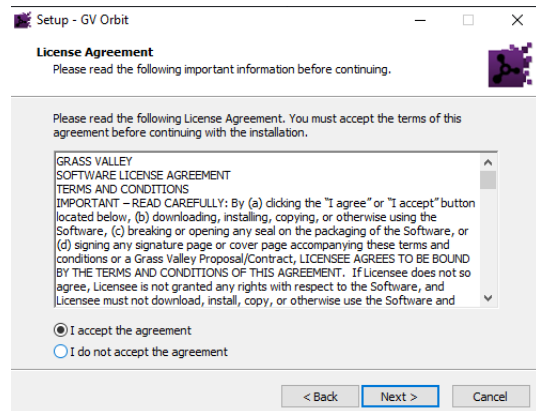 Setup - GV Orbit
License Agreement
Please read the following important information before continuing.
Please read the following License Agreement. You must accept the terms of this
agreement before continuing with the installation.
GRASS VALLEY
SOFTWARE LICENSE AGREEMENT
TERMS AND CONDITIONS
IMPORTANT – READ CAREFULLY: By (a) clicking the "I agree" or "I accept" button
located below, (b) downloading, installing, copying, or otherwise using the
Software, (c) breaking or opening any seal on the packaging of the Software, or
(d) signing any signature page or cover page accompanying these terms and
conditions or a Grass Valley Proposal/Contract, LICENSEE AGREES TO BE BOUND
BY THE TERMS AND CONDITIONS OF THIS AGREEMENT.  If Licensee does not so
agree, Licensee is not granted any rights with respect to the Software, and
Licensee must not download, install, copy, or otherwise use the Software and
I accept the agreement
I do not accept the agreement
< Back Next > Cancel